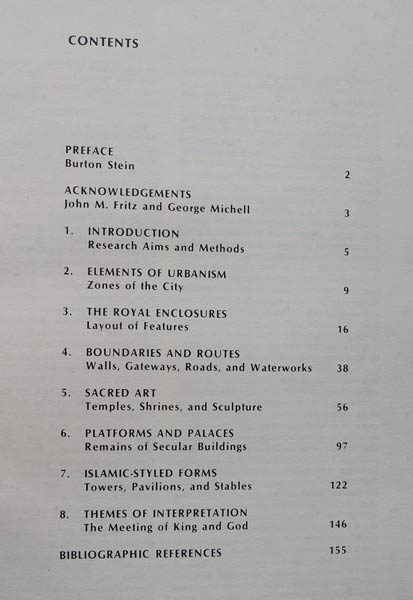 CONTENTS
PREFACE
Burton Stein 2
ACKNOWLEDGEMENTS
John M. Fritz and George Michell 3
1. INTRODUCTION
Research Aims and Methods 5
2. ELEMENTS OF URBANISM
Zones of the City 9
3. THE ROYAL ENCLOSURES
Layout of Features 16
4. BOUNDARIES AND ROUTES
Walls, Gateways, Roads, and Waterworks 38
5. SACRED ART
Temples, Shrines, and Sculpture 56
6. PLATFORMS AND PALACES
Remains of Secular Buildings 97
7. ISLAMIC-STYLED FORMS
Towers, Pavilions, and Stables 122
8. THEMES OF INTERPRETATION
The Meeting of King and God 146
BIBLIOGRAPHIC REFERENCES 155